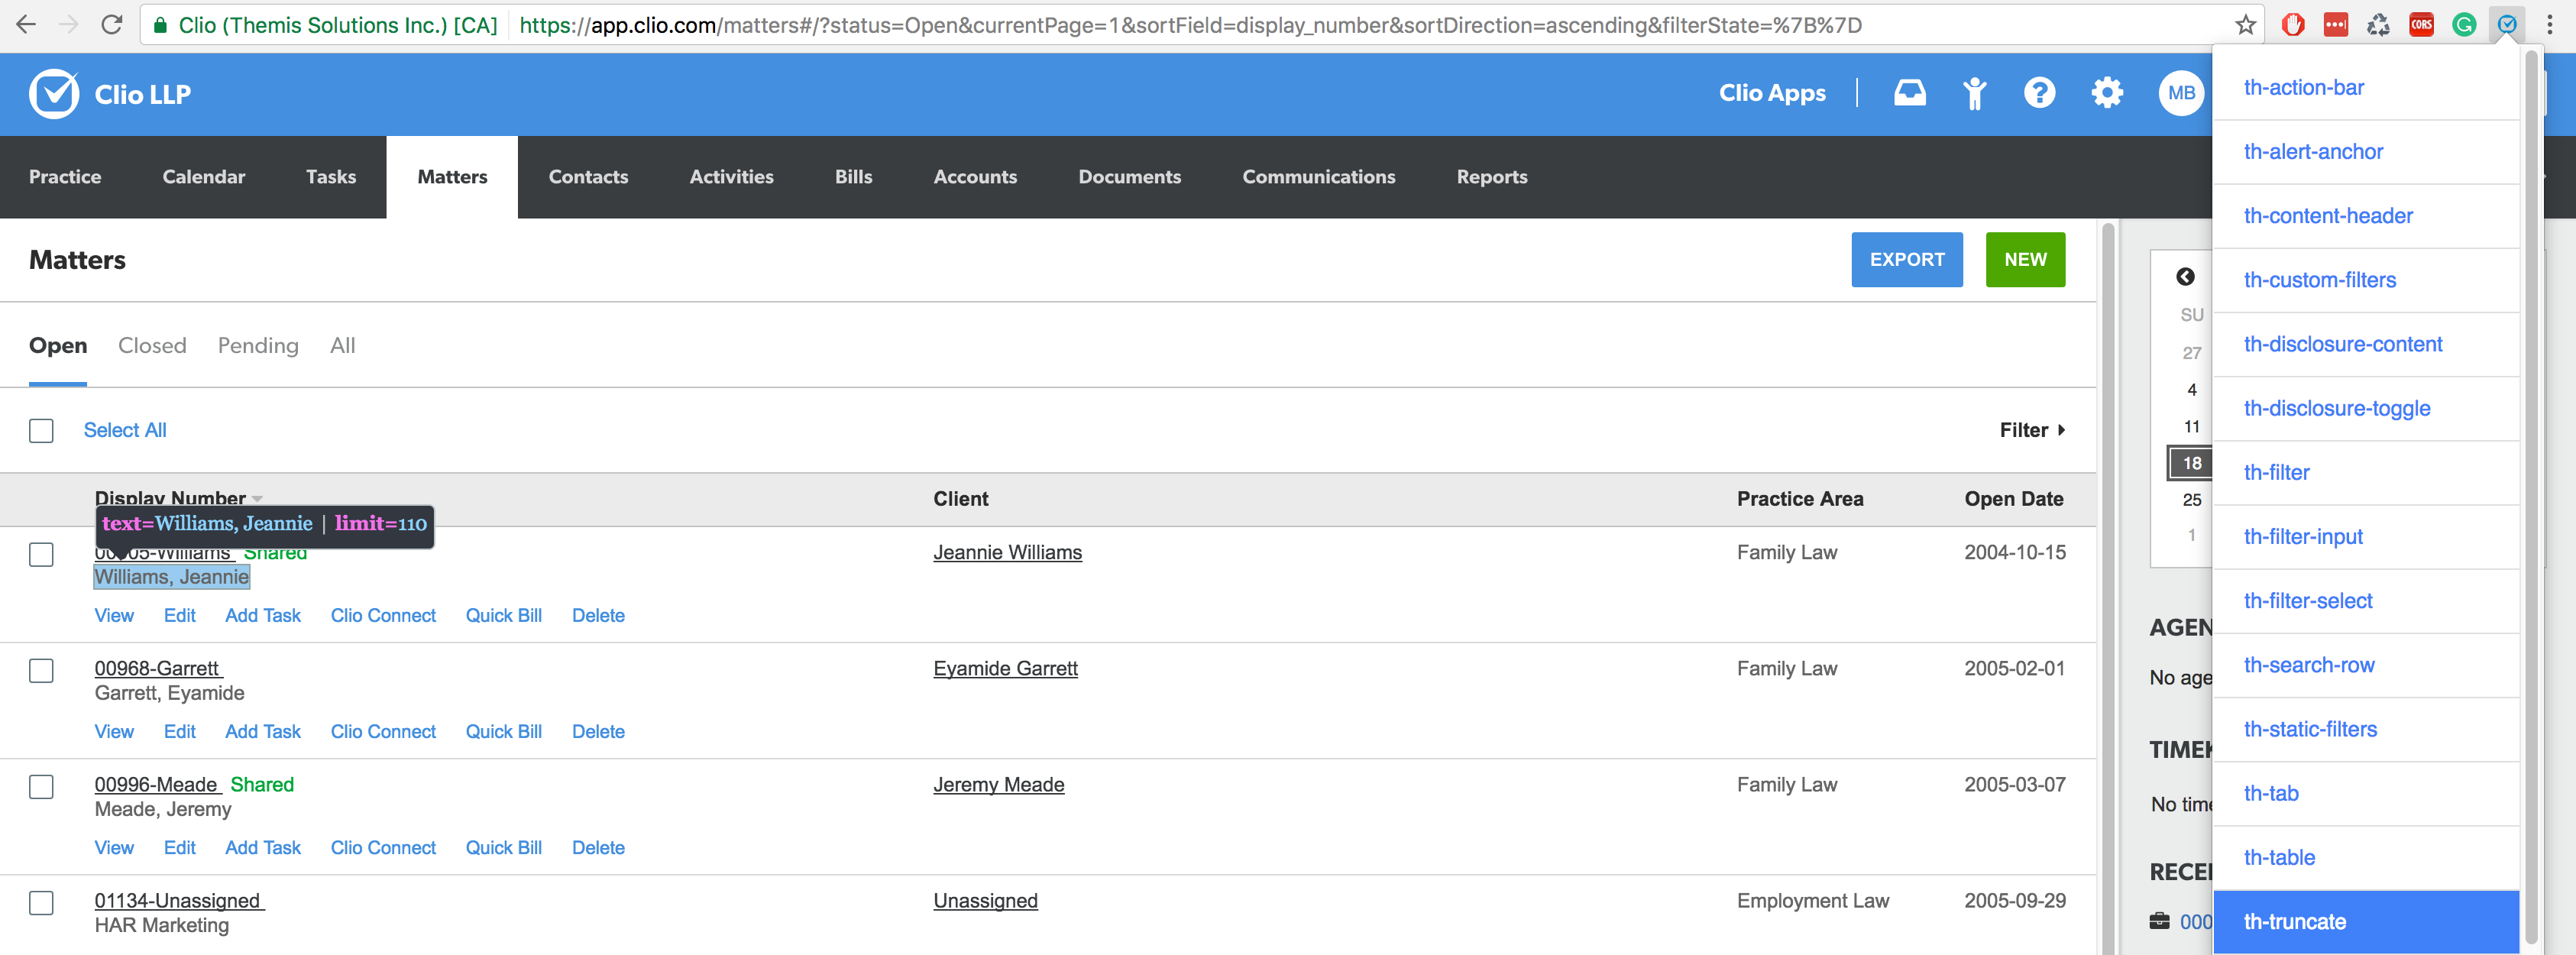 Clio (Themis Solutions Inc.) [CA] https://app.clio.com/matters#/?status=Open&currentPage=1&sortField=display_number&sortDirection=ascending&filterState=%7B%7D
CORS
Clio LLP Clio Apps MB
Practice Calendar Tasks Matters Contacts Activities Bills Accounts Documents Communications Reports
Matters EXPORT NEW
Open Closed Pending All
Select All Filter
Display Number Client Practice Area Open Date
text=Williams, Jeannie | limit=110
Williams Shared Jeannie Williams Family Law 2004-10-15
Williams, Jeannie
View Edit Add Task Clio Connect Quick Bill Delete
00968-Garrett Eyamide Garrett Family Law 2005-02-01
Garrett, Eyamide
View Edit Add Task Clio Connect Quick Bill Delete
00996-Meade Shared Jeremy Meade Family Law 2005-03-07
Meade, Jeremy
View Edit Add Task Clio Connect Quick Bill Delete
01134-Unassigned Unassigned Employment Law 2005-09-29
HAR Marketing
SU
27
4
11
18
25
1
AGEN
No age
TIME
No time
RECE
000
th-action-bar
th-alert-anchor
th-content-header
th-custom-filters
th-disclosure-content
th-disclosure-toggle
th-filter
th-filter-input
th-filter-select
th-search-row
th-static-filters
th-tab
th-table
th-truncate